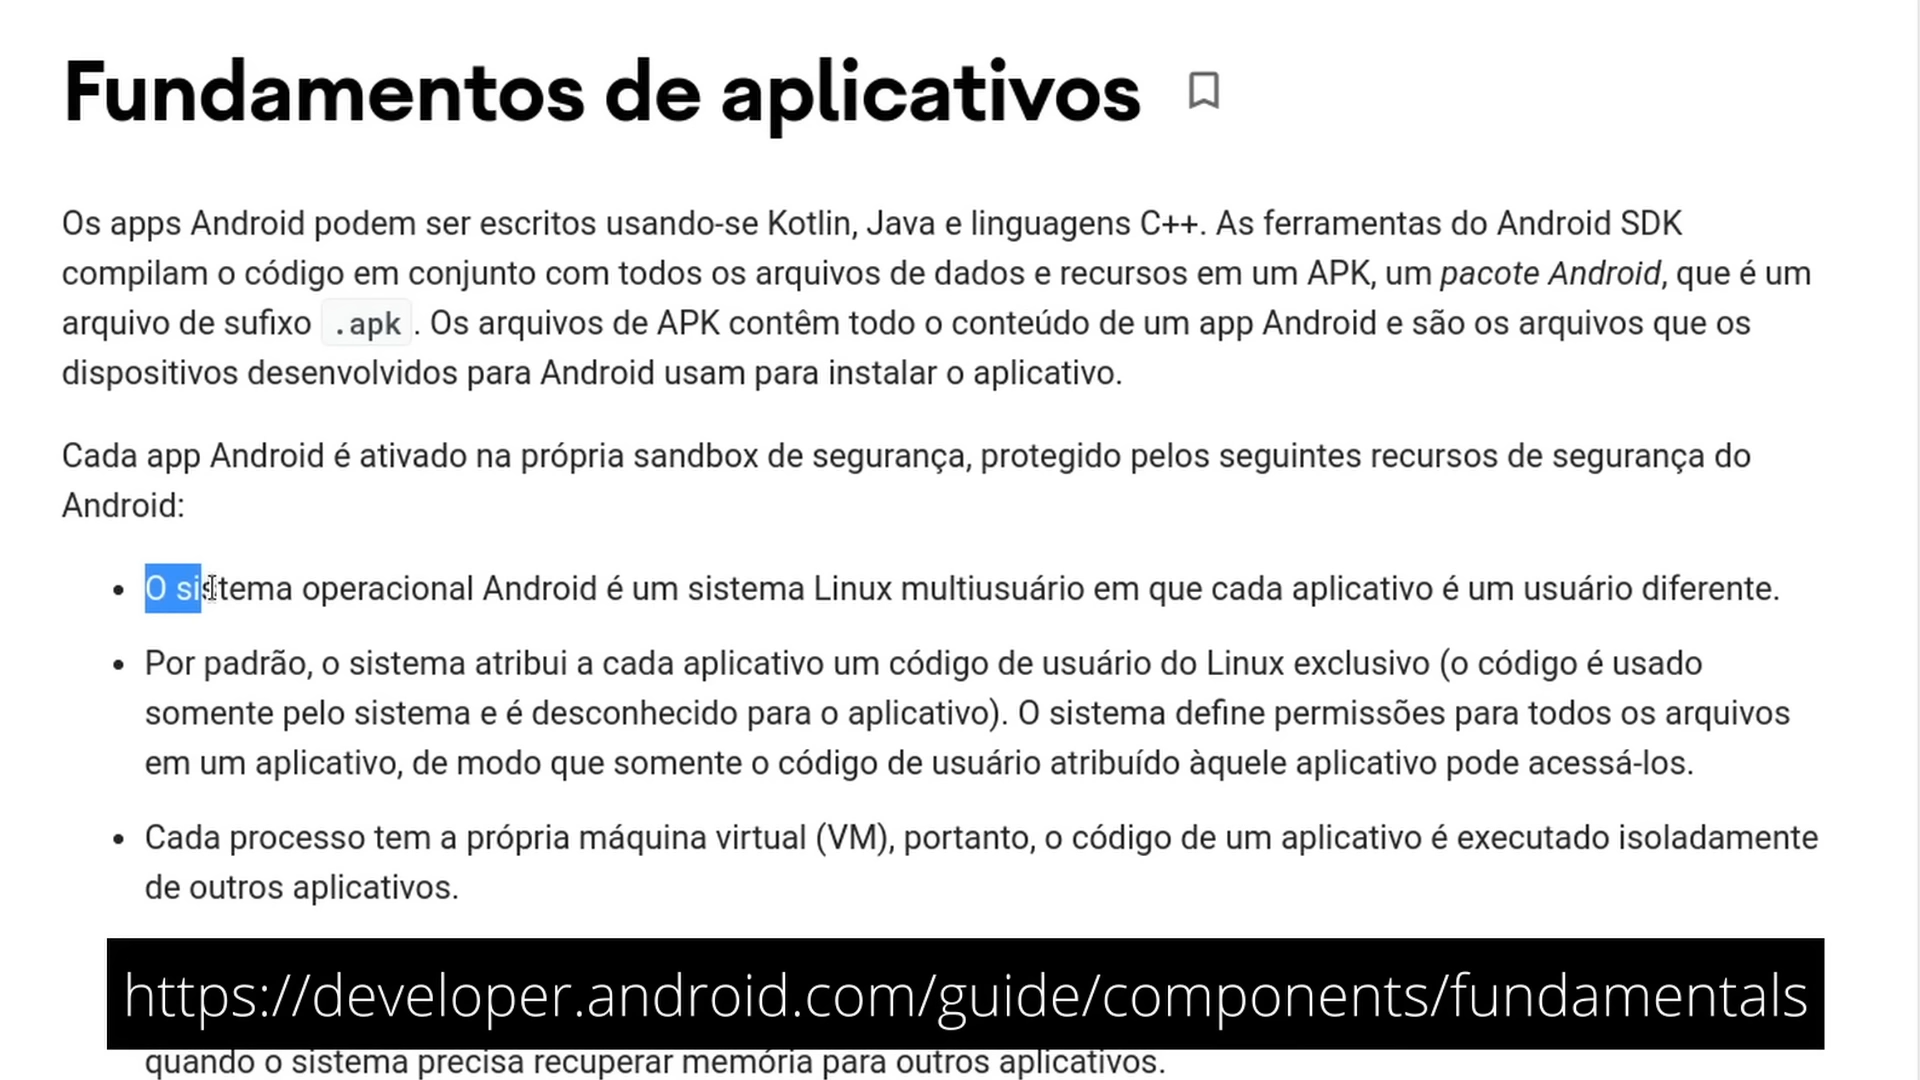 Fundamentos de aplicativos
Os apps Android podem ser escritos usando-se Kotlin, Java e linguagens C++. As ferramentas do Android SDK
compilam o código em conjunto com todos os arquivos de dados e recursos em um APK, um pacote Android, que é um
arquivo de sufixo .apk . Os arquivos de APK contêm todo o conteúdo de um app Android e são os arquivos que os
dispositivos desenvolvidos para Android usam para instalar o aplicativo.
Cada app Android é ativado na própria sandbox de segurança, protegido pelos seguintes recursos de segurança do
Android:
• O sistema operacional Android é um sistema Linux multiusuário em que cada aplicativo é um usuário diferente.
• Por padrão, o sistema atribui a cada aplicativo um código de usuário do Linux exclusivo (o código é usado
somente pelo sistema e é desconhecido para o aplicativo). O sistema define permissões para todos os arquivos
em um aplicativo, de modo que somente o código de usuário atribuído àquele aplicativo pode acessá-los.
• Cada processo tem a própria máquina virtual (VM), portanto, o código de um aplicativo é executado isoladamente
de outros aplicativos.
https://developer.android.com/guide/components/fundamentals
quando o sistema precisa recuperar memória para outros aplicativos.